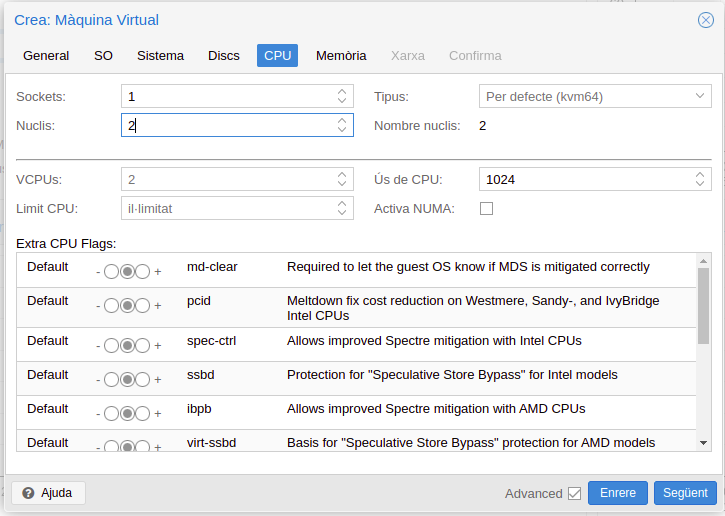 Crea: Màquina Virtual
General SO Sistema Discs CPU Memòria Xarxa Confirma
Sockets: 1 Tipus: Per defecte (kvm64)
Nuclis: 2 Nombre nuclis: 2
VCPUs: 2 Ús de CPU: 1024
Limit CPU: il·limitat Activa NUMA:
Extra CPU Flags:
Default - + md-clear Required to let the guest OS know if MDS is mitigated correctly
Default - + pcid Meltdown fix cost reduction on Westmere, Sandy-, and IvyBridge
Intel CPUs
Default - + spec-ctrl Allows improved Spectre mitigation with Intel CPUs
Default - + ssbd Protection for "Speculative Store Bypass" for Intel models
Default - + ibpb Allows improved Spectre mitigation with AMD CPUs
Default - + virt-ssbd Basis for "Speculative Store Bypass" protection for AMD models
Ajuda Advanced Enrere Següent